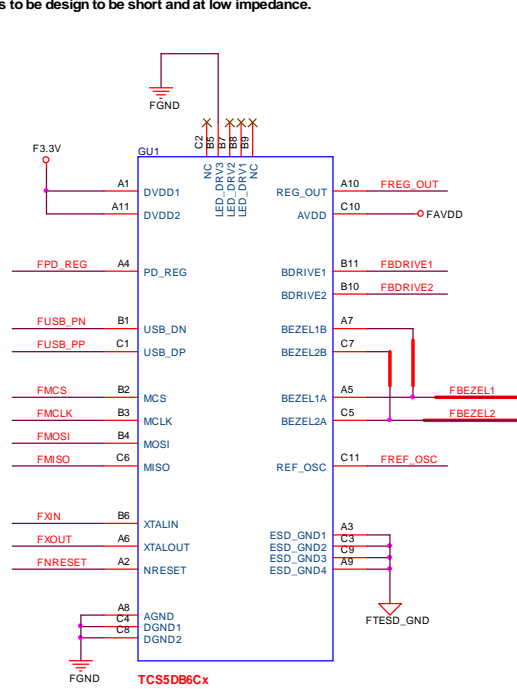 s to be design to be short and at low impedance.
FGND
C2
B5
B7
B8
B9
F3.3V
GU1
NC
LED_DRV3
LED_DRV2
LED_DRV1
NC
A1
DVDD1
REG_OUT
A10
FREG_OUT
A11
DVDD2
AVDD
C10
FAVDD
FPD_REG
A4
PD_REG
BDRIVE1
B11
FBDRIVE1
BDRIVE2
B10
FBDRIVE2
FUSB_PN
B1
USB_DN
BEZEL1B
A7
FUSB_PP
C1
USB_DP
BEZEL2B
C7
FMCS
B2
MCS
BEZEL1A
A5
FBEZEL1
FMCLK
B3
MCLK
BEZEL2A
C5
FBEZEL2
FMOSI
B4
MOSI
FMISO
C6
MISO
REF_OSC
C11
FREF_OSC
FXIN
B6
XTALIN
ESD_GND1
A3
FXOUT
A6
XTALOUT
ESD_GND2
C3
ESD_GND3
C9
FNRESET
A2
NRESET
ESD_GND4
A9
A8
AGND
C4
DGND1
C8
DGND2
FTESD_GND
FGND
TCS5DB6Cx